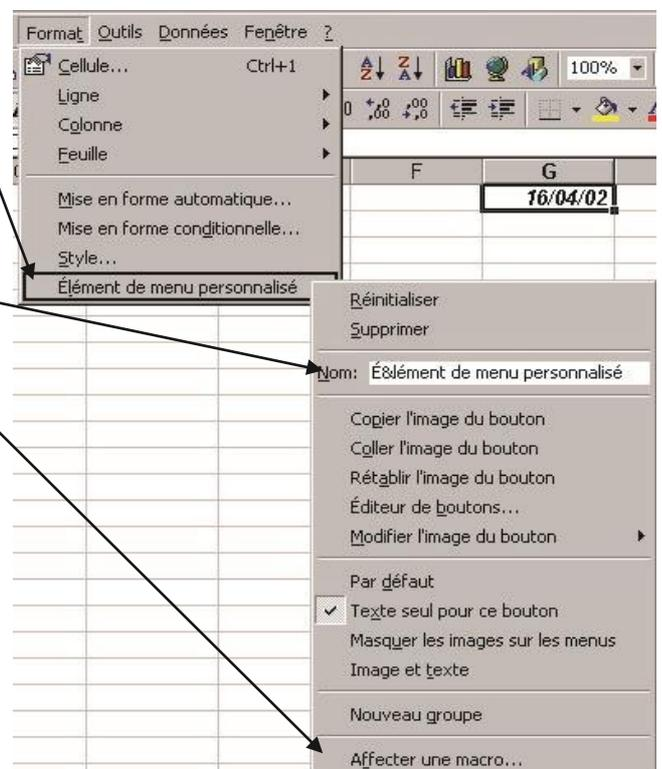 Format Outils Données Fenêtre ?
Cellule... Ctrl+1
100%
Ligne
Colonne
Feuille
F G
16/04/02
Mise en forme automatique...
Mise en forme conditionnelle...
Style...
Élément de menu personnalisé
Réinitialiser
Supprimer
Nom: É&lément de menu personnalisé
Copier l'image du bouton
Coller l'image du bouton
Rétablir l'image du bouton
Éditeur de boutons...
Modifier l'image du bouton
Par défaut
Texte seul pour ce bouton
Masquer les images sur les menus
Image et texte
Nouveau groupe
Affecter une macro...